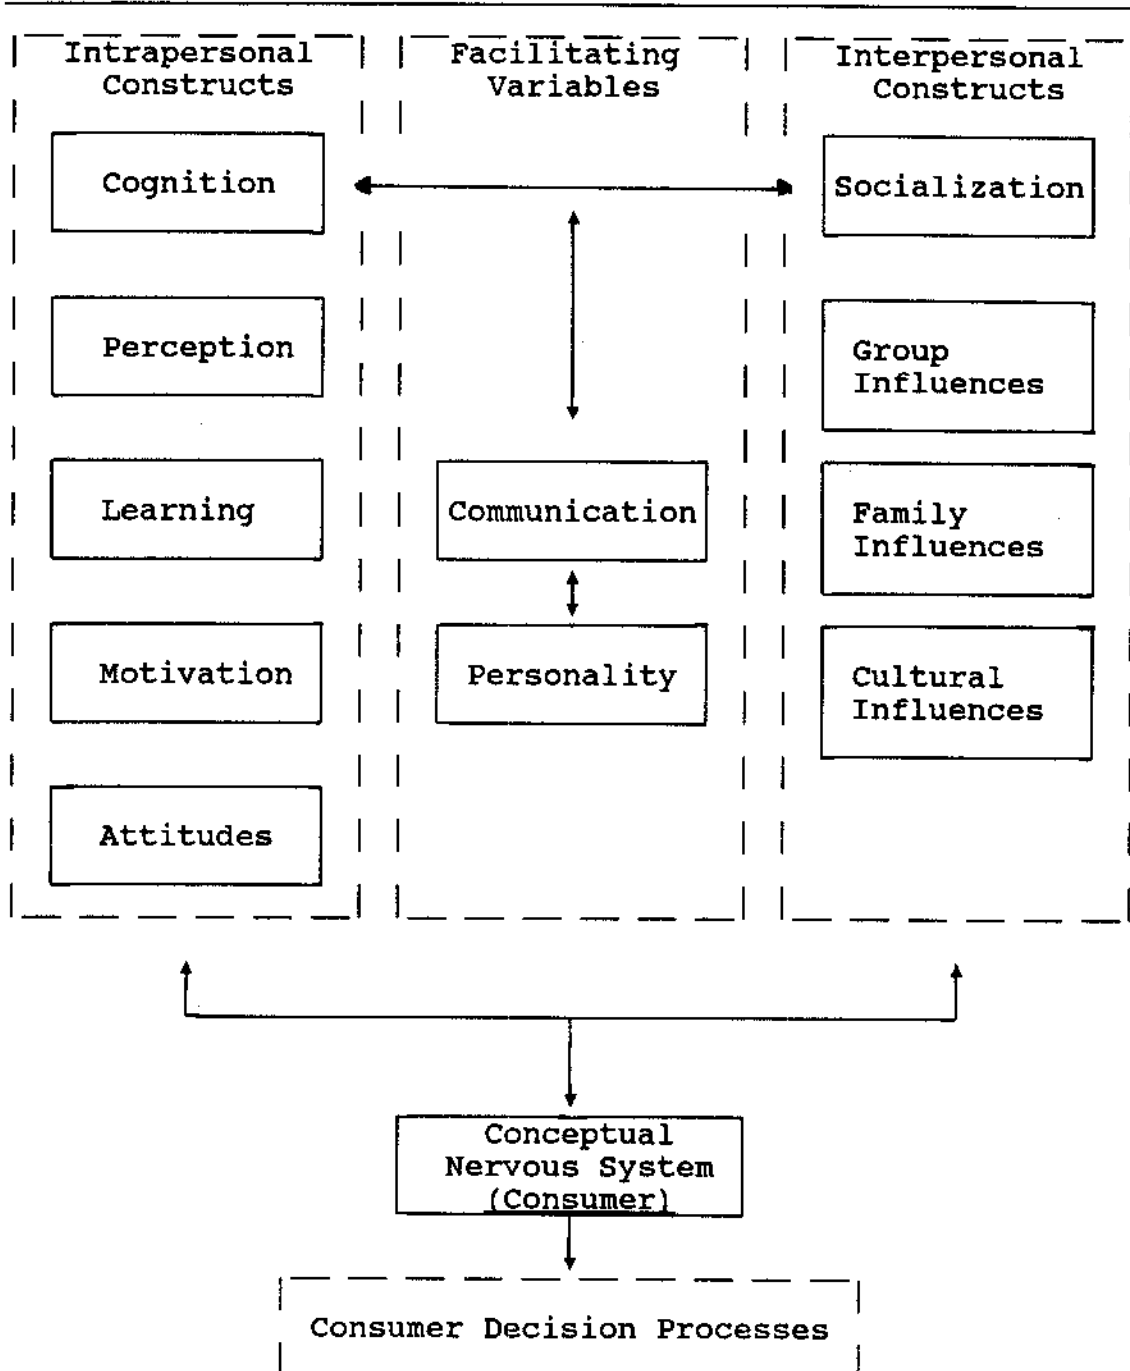 Intrapersonal
Constructs
Cognition
Perception
Learning
Motivation
Attitudes
Facilitating
Variables
Communication
Personality
Interpersonal
Constructs
Socialization
Group
Influences
Family
Influences
Cultural
Influences
Conceptual
Nervous System
(Consumer)
Consumer Decision Processes